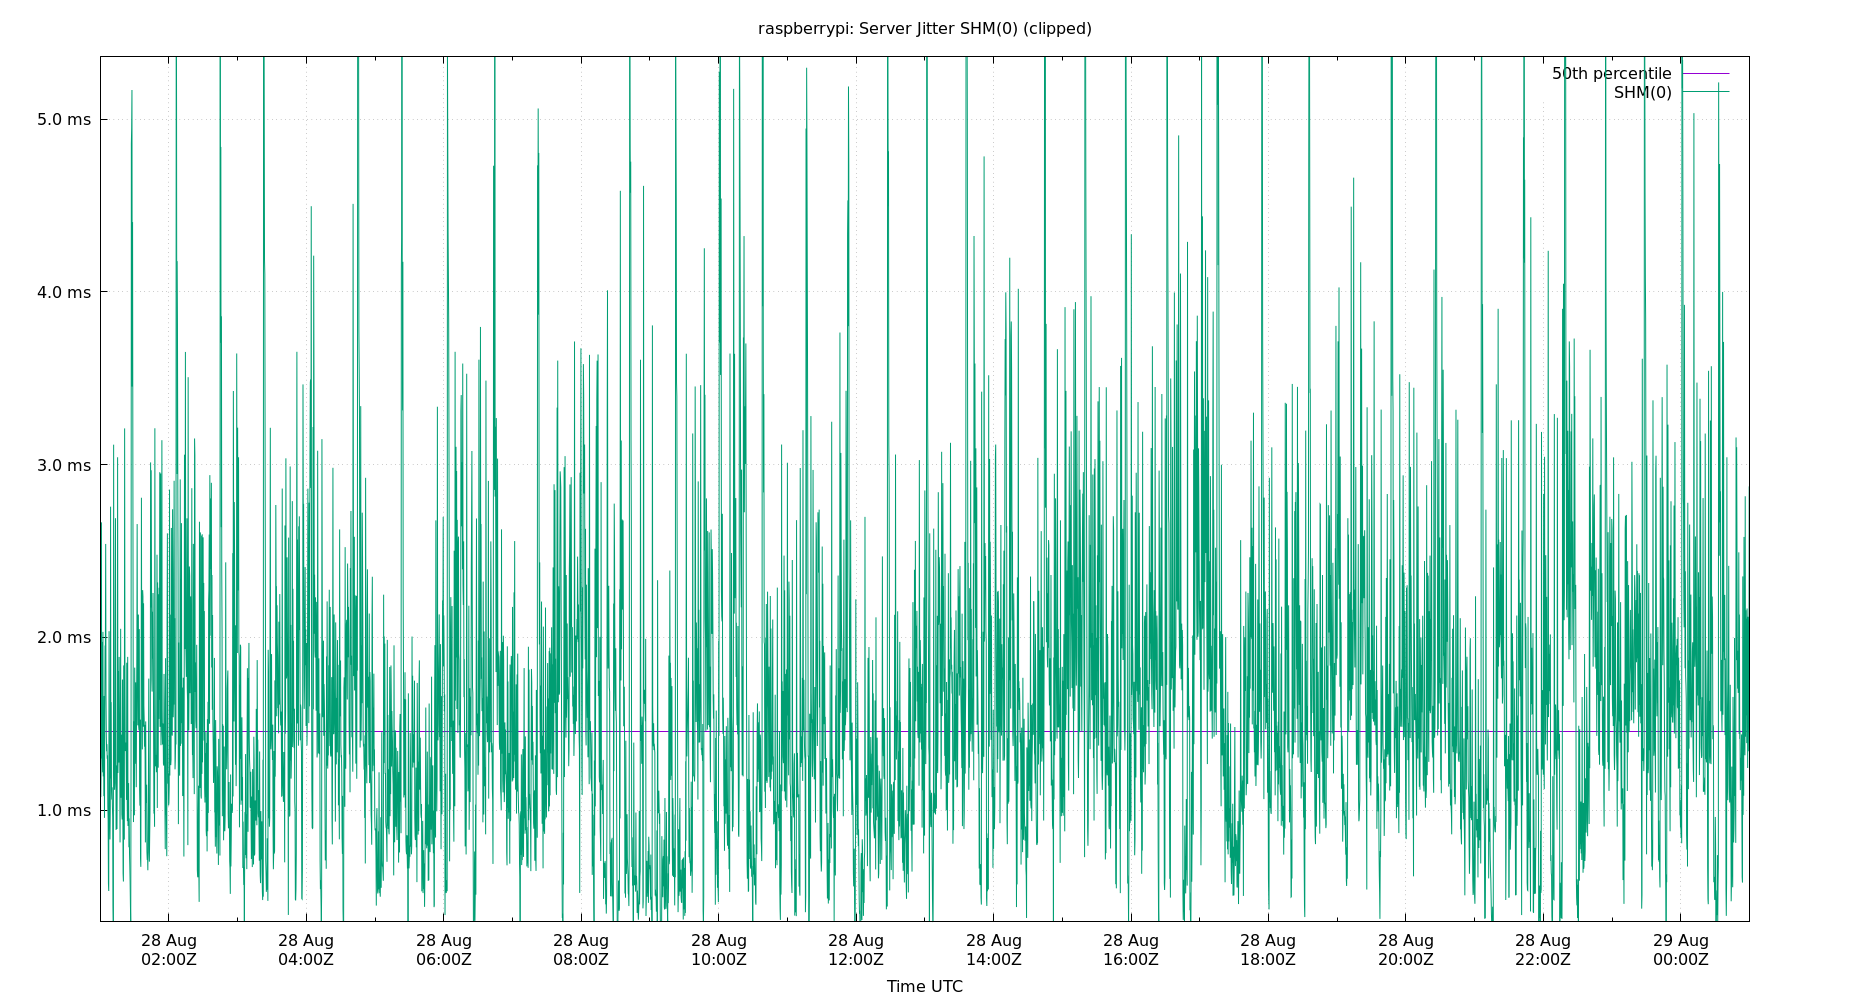 raspberrypi: Server Jitter SHM(0) (clipped)
50th percentile
SHM(0)
5.0 ms
4.0 ms
3.0 ms
2.0 ms
1.0 ms
28 Aug 28 Aug 28 Aug 28 Aug 28 Aug 28 Aug 28 Aug 28 Aug 28 Aug 28 Aug 28 Aug 29 Aug
02:00Z 04:00Z 06:00Z 08:00Z 10:00Z 12:00Z 14:00Z 16:00Z 18:00Z 20:00Z 22:00Z 00:00Z
Time UTC